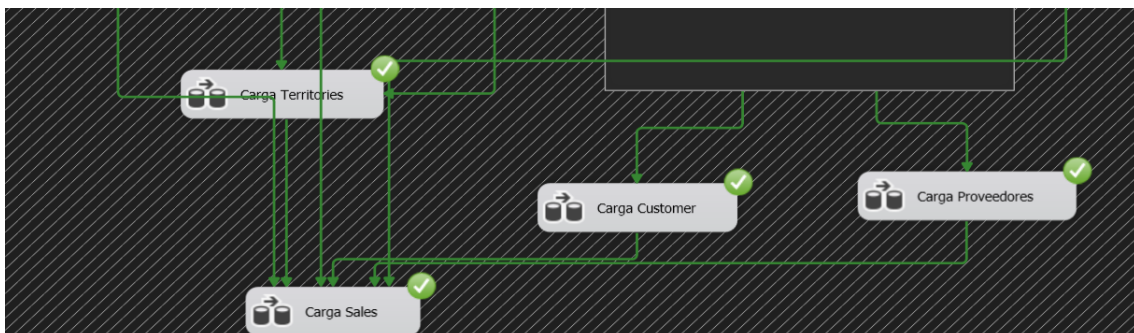 Carga Territories
Carga Customer
Carga Proveedores
Carga Sales